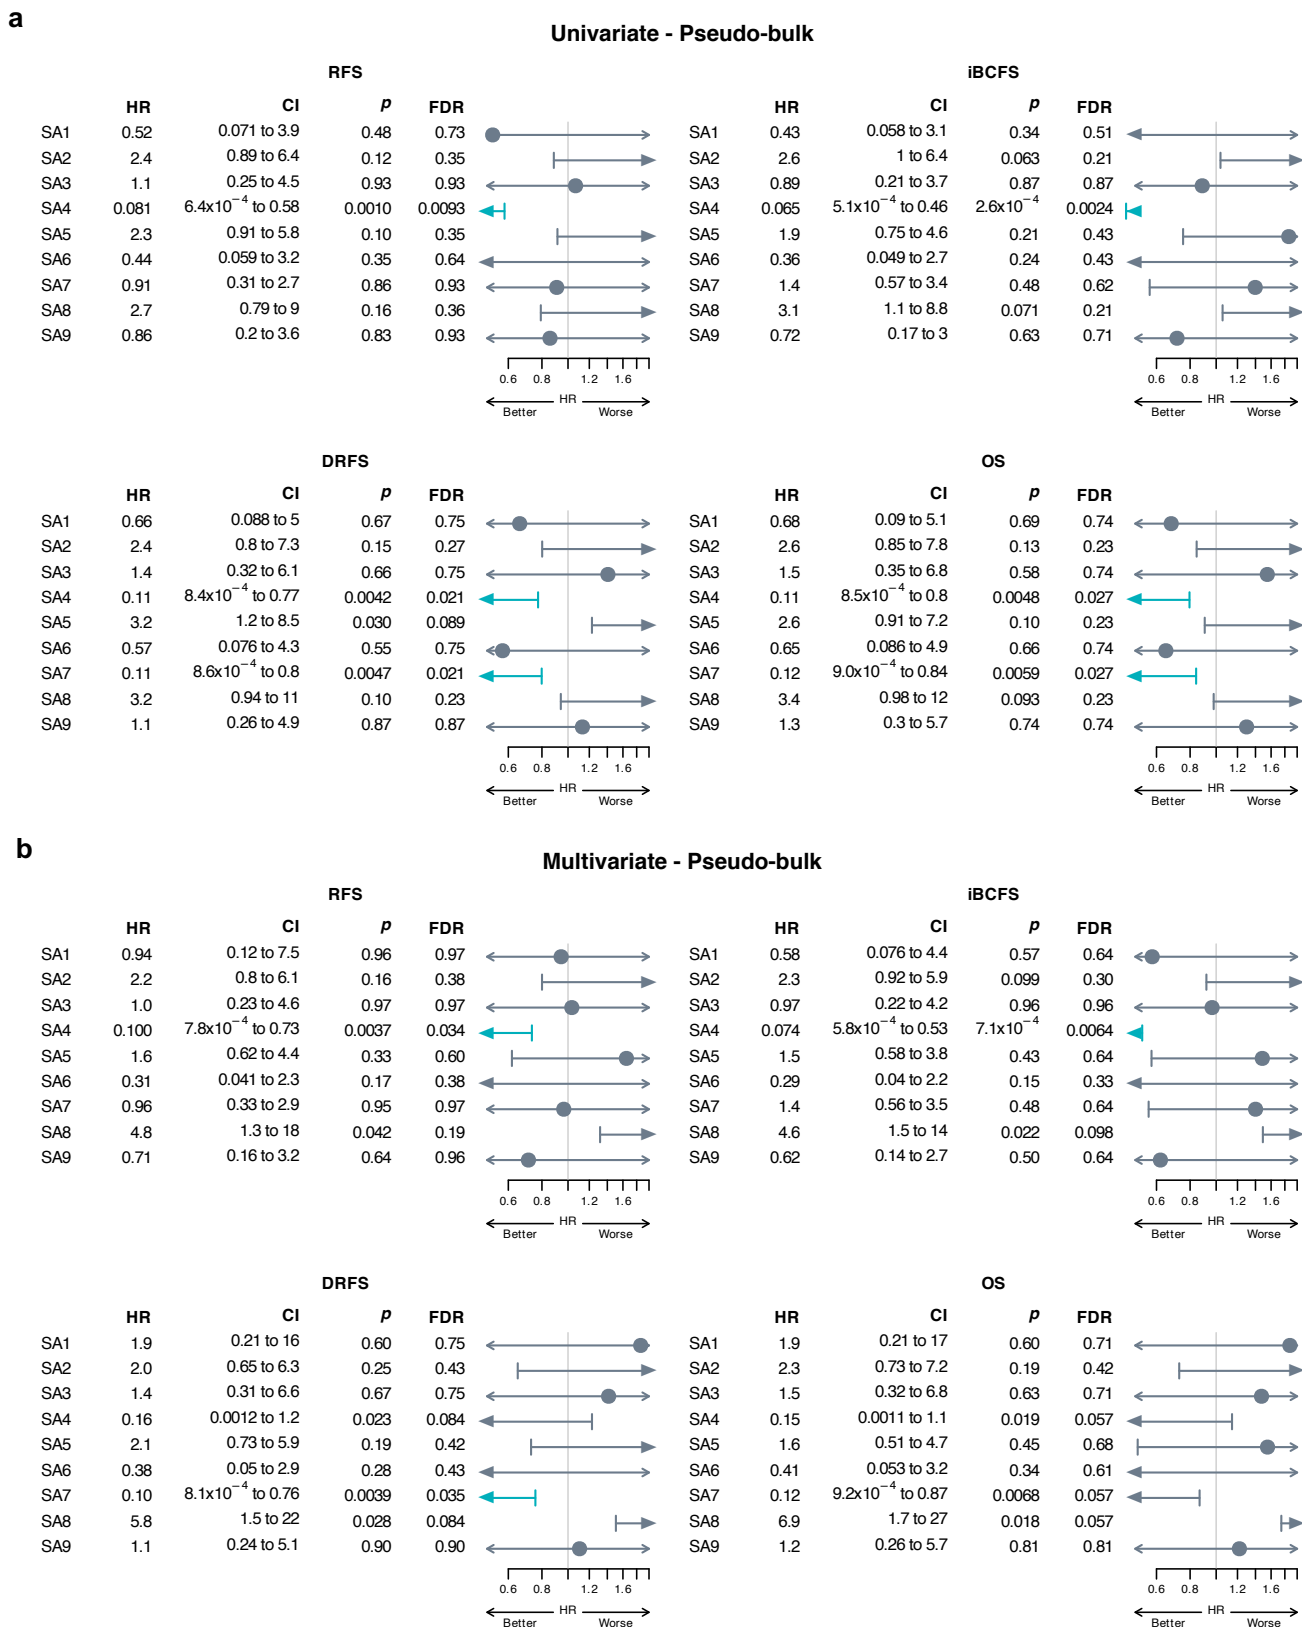 a
Univariate - Pseudo-bulk
RFS
HR CI p FDR
SA1 0.52 0.071 to 3.9 0.48 0.73
SA2 2.4 0.89 to 6.4 0.12 0.35
SA3 1.1 0.25 to 4.5 0.93 0.93
SA4 0.081 6.4x10⁻⁴ to 0.58 0.0010 0.0093
SA5 2.3 0.91 to 5.8 0.10 0.35
SA6 0.44 0.059 to 3.2 0.35 0.64
SA7 0.91 0.31 to 2.7 0.86 0.93
SA8 2.7 0.79 to 9 0.16 0.36
SA9 0.86 0.2 to 3.6 0.83 0.93
0.6 0.8 1.2 1.6
HR
Better Worse
iBCFS
HR CI p FDR
SA1 0.43 0.058 to 3.1 0.34 0.51
SA2 2.6 1 to 6.4 0.063 0.21
SA3 0.89 0.21 to 3.7 0.87 0.87
SA4 0.065 5.1x10⁻⁴ to 0.46 2.6x10⁻⁴ 0.0024
SA5 1.9 0.75 to 4.6 0.21 0.43
SA6 0.36 0.049 to 2.7 0.24 0.43
SA7 1.4 0.57 to 3.4 0.48 0.62
SA8 3.1 1.1 to 8.8 0.071 0.21
SA9 0.72 0.17 to 3 0.63 0.71
0.6 0.8 1.2 1.6
HR
Better Worse
DRFS
HR CI p FDR
SA1 0.66 0.088 to 5 0.67 0.75
SA2 2.4 0.8 to 7.3 0.15 0.27
SA3 1.4 0.32 to 6.1 0.66 0.75
SA4 0.11 8.4x10⁻⁴ to 0.77 0.0042 0.021
SA5 3.2 1.2 to 8.5 0.030 0.089
SA6 0.57 0.076 to 4.3 0.55 0.75
SA7 0.11 8.6x10⁻⁴ to 0.8 0.0047 0.021
SA8 3.2 0.94 to 11 0.10 0.23
SA9 1.1 0.26 to 4.9 0.87 0.87
0.6 0.8 1.2 1.6
HR
Better Worse
OS
HR CI p FDR
SA1 0.68 0.09 to 5.1 0.69 0.74
SA2 2.6 0.85 to 7.8 0.13 0.23
SA3 1.5 0.35 to 6.8 0.58 0.74
SA4 0.11 8.5x10⁻⁴ to 0.8 0.0048 0.027
SA5 2.6 0.91 to 7.2 0.10 0.23
SA6 0.65 0.086 to 4.9 0.66 0.74
SA7 0.12 9.0x10⁻⁴ to 0.84 0.0059 0.027
SA8 3.4 0.98 to 12 0.093 0.23
SA9 1.3 0.3 to 5.7 0.74 0.74
0.6 0.8 1.2 1.6
HR
Better Worse
b
Multivariate - Pseudo-bulk
RFS
HR CI p FDR
SA1 0.94 0.12 to 7.5 0.96 0.97
SA2 2.2 0.8 to 6.1 0.16 0.38
SA3 1.0 0.23 to 4.6 0.97 0.97
SA4 0.100 7.8x10⁻⁴ to 0.73 0.0037 0.034
SA5 1.6 0.62 to 4.4 0.33 0.60
SA6 0.31 0.041 to 2.3 0.17 0.38
SA7 0.96 0.33 to 2.9 0.95 0.97
SA8 4.8 1.3 to 18 0.042 0.19
SA9 0.71 0.16 to 3.2 0.64 0.96
0.6 0.8 1.2 1.6
HR
Better Worse
iBCFS
HR CI p FDR
SA1 0.58 0.076 to 4.4 0.57 0.64
SA2 2.3 0.92 to 5.9 0.099 0.30
SA3 0.97 0.22 to 4.2 0.96 0.96
SA4 0.074 5.8x10⁻⁴ to 0.53 7.1x10⁻⁴ 0.0064
SA5 1.5 0.58 to 3.8 0.43 0.64
SA6 0.29 0.04 to 2.2 0.15 0.33
SA7 1.4 0.56 to 3.5 0.48 0.64
SA8 4.6 1.5 to 14 0.022 0.098
SA9 0.62 0.14 to 2.7 0.50 0.64
0.6 0.8 1.2 1.6
HR
Better Worse
DRFS
HR CI p FDR
SA1 1.9 0.21 to 16 0.60 0.75
SA2 2.0 0.65 to 6.3 0.25 0.43
SA3 1.4 0.31 to 6.6 0.67 0.75
SA4 0.16 0.0012 to 1.2 0.023 0.084
SA5 2.1 0.73 to 5.9 0.19 0.42
SA6 0.38 0.05 to 2.9 0.28 0.43
SA7 0.10 8.1x10⁻⁴ to 0.76 0.0039 0.035
SA8 5.8 1.5 to 22 0.028 0.084
SA9 1.1 0.24 to 5.1 0.90 0.90
0.6 0.8 1.2 1.6
HR
Better Worse
OS
HR CI p FDR
SA1 1.9 0.21 to 17 0.60 0.71
SA2 2.3 0.73 to 7.2 0.19 0.42
SA3 1.5 0.32 to 6.8 0.63 0.71
SA4 0.15 0.0011 to 1.1 0.019 0.057
SA5 1.6 0.51 to 4.7 0.45 0.68
SA6 0.41 0.053 to 3.2 0.34 0.61
SA7 0.12 9.2x10⁻⁴ to 0.87 0.0068 0.057
SA8 6.9 1.7 to 27 0.018 0.057
SA9 1.2 0.26 to 5.7 0.81 0.81
0.6 0.8 1.2 1.6
HR
Better Worse